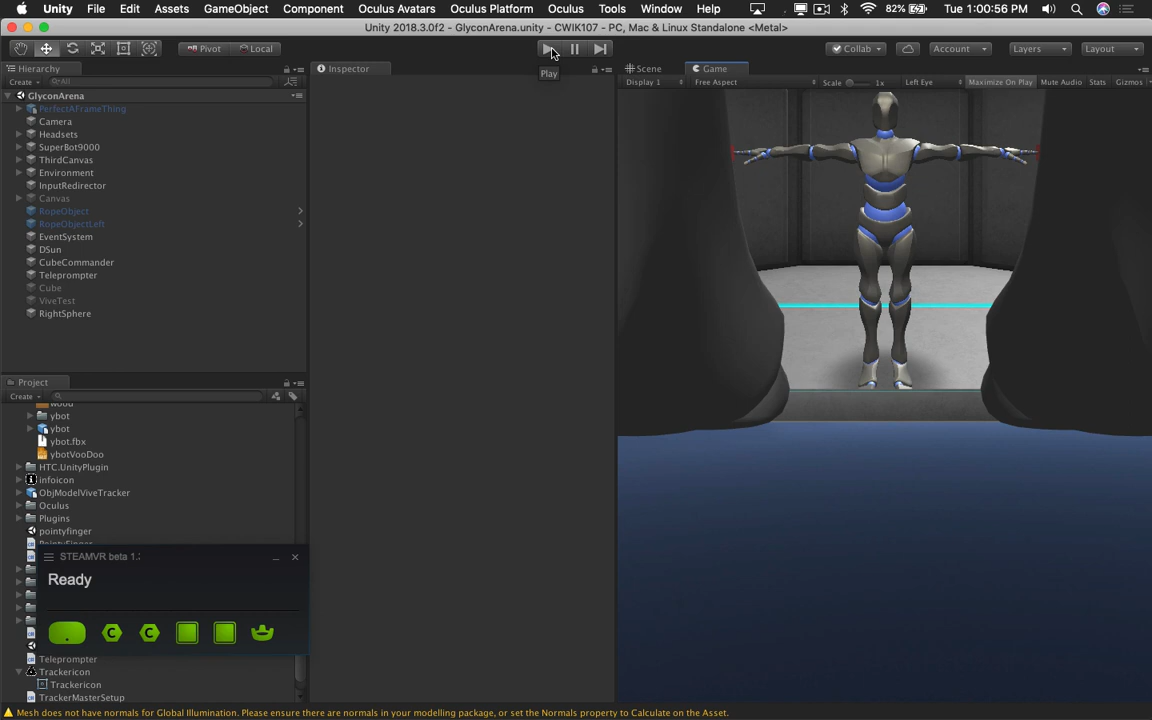 Unity File Edit Assets GameObject Component Oculus Avatars Oculus Platform Oculus Tools Window Help 82% Tue 1:00:56 PM
Unity 2018.3.0f2 - GlyconArena.unity - CWIK107 - PC, Mac & Linux Standalone <Metal>
Pivot Local Collab Account Layers Layout
Play
Hierarchy
Create All
GlyconArena
PerfectAFrameThing
Camera
Headsets
SuperBot9000
ThirdCanvas
Environment
InputRedirector
Canvas
RopeObject
RopeObjectLeft
EventSystem
DSun
CubeCommander
Teleprompter
Cube
ViveTest
RightSphere
Inspector
Scene Game
Display 1 Free Aspect Scale 1x Left Eye Maximize On Play Mute Audio Stats Gizmos
Project
Create
wood
ybot
ybot
ybot.fbx
ybotVooDoo
HTC.UnityPlugin
infoicon
ObjModelViveTracker
Oculus
Plugins
pointyfinger
STEAMVR beta 1.
Ready
C C
Teleprompter
Trackericon
Trackericon
TrackerMasterSetup
Mesh does not have normals for Global Illumination. Please ensure there are normals in your modelling package, or set the Normals property to Calculate on the Asset.